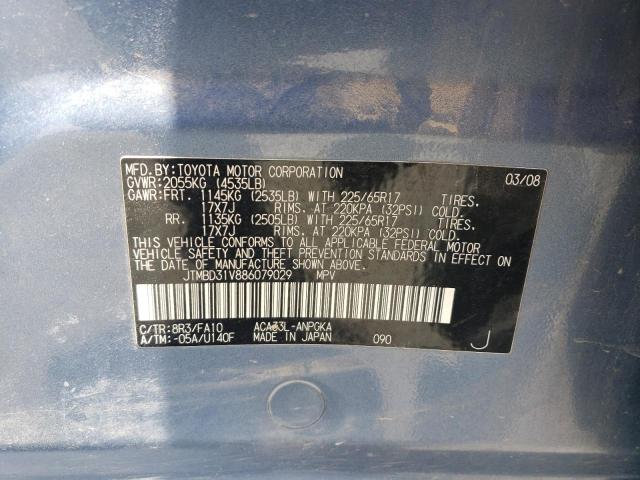 MFD. BY: TOYOTA MOTOR CORPORATION 03/08
GVWR: 2055KG (4535LB)
GAWR: FRT. 1145KG (2535LB) WITH 225/65R17 TIRES.
17X7J RIMS. AT 220KPA (32PSI) COLD.
RR. 1135KG (2505LB) WITH 225/65R17 TIRES.
17X7J RIMS. AT 220KPA (32PSI) COLD.
THIS VEHICLE CONFORMS TO ALL APPLICABLE FEDERAL MOTOR
VEHICLE SAFETY AND THEFT PREVENTION STANDARDS IN EFFECT ON
THE DATE OF MANUFACTURE SHOWN ABOVE.
JTMBD31V886079029 MPV
C/TR: 8R3/FA10 ACA33L-ANPGKA
A/TM: -05A/U140F MADE IN JAPAN 090 J